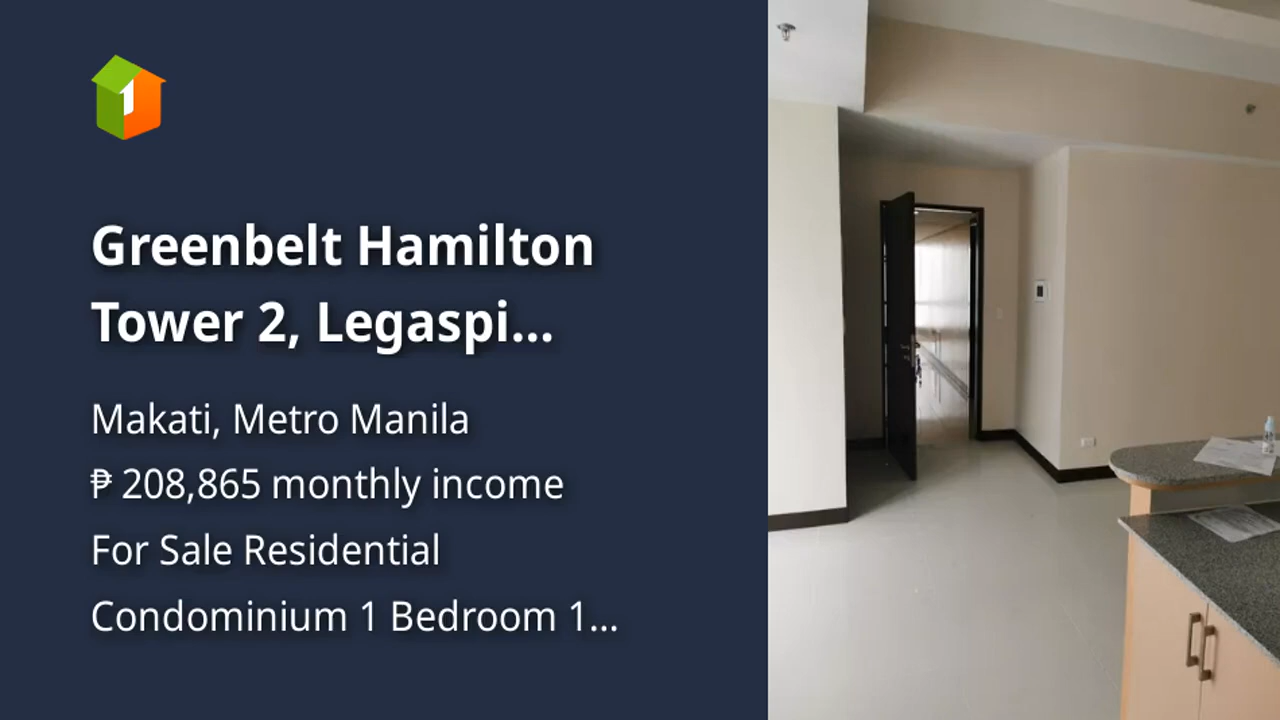 Greenbelt Hamilton
Tower 2, Legaspi...
Makati, Metro Manila
₱ 208,865 monthly income
For Sale Residential
Condominium 1 Bedroom 1...